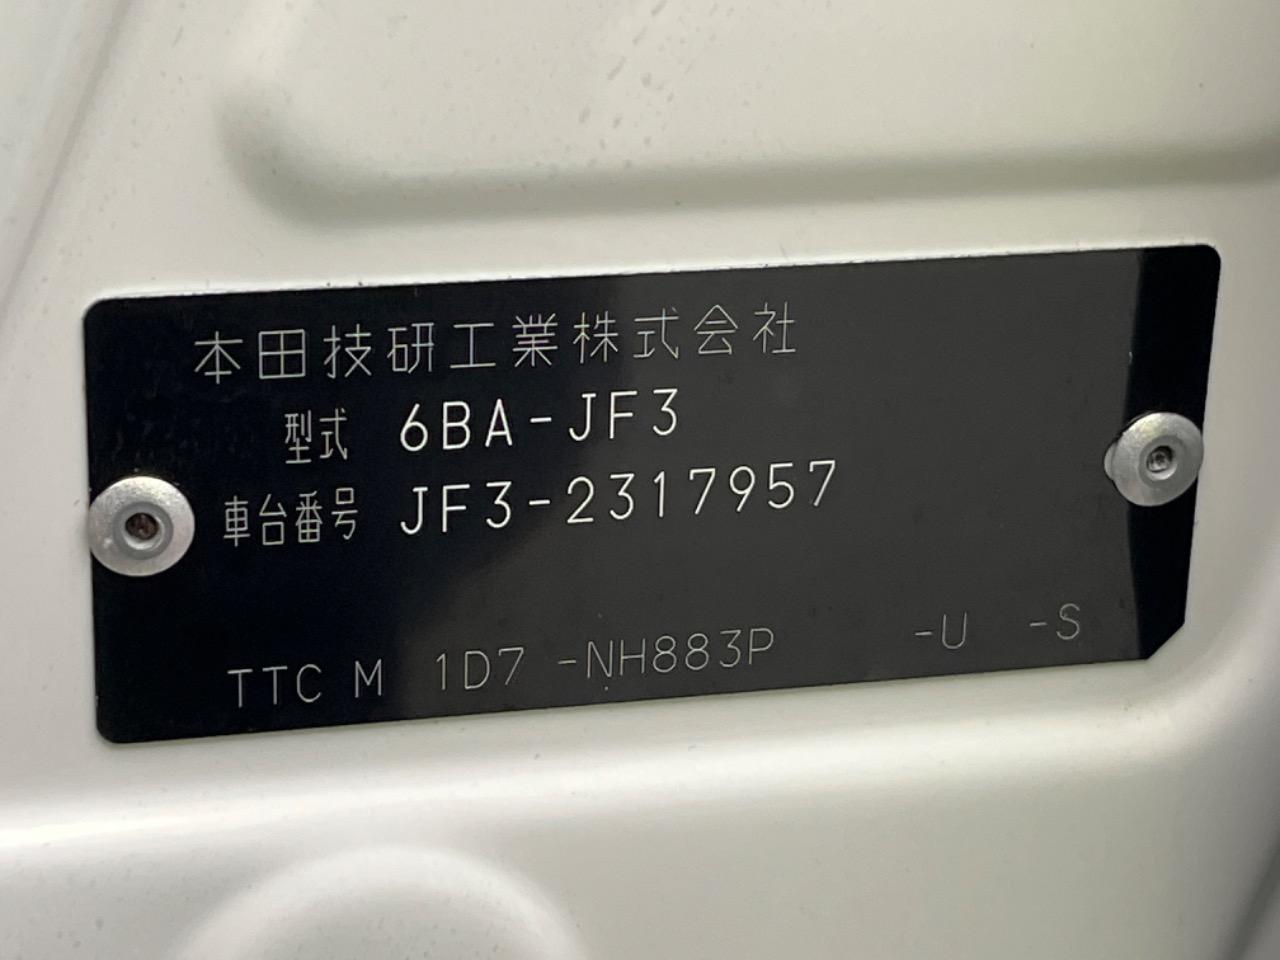 本田技研工業株式会社
型式 6BA-JF3
車台番号 JF3-2317957
TTC M 1D7 -NH883P -U -S